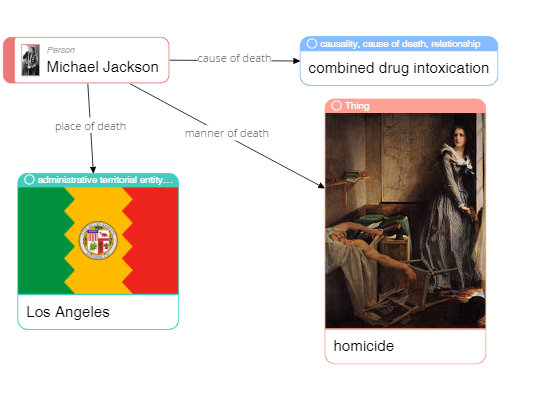 Person
Michael Jackson
cause of death
causality, cause of death, relationship
combined drug intoxication
place of death
manner of death
Thing
administrative territorial entity...
Los Angeles
homicide